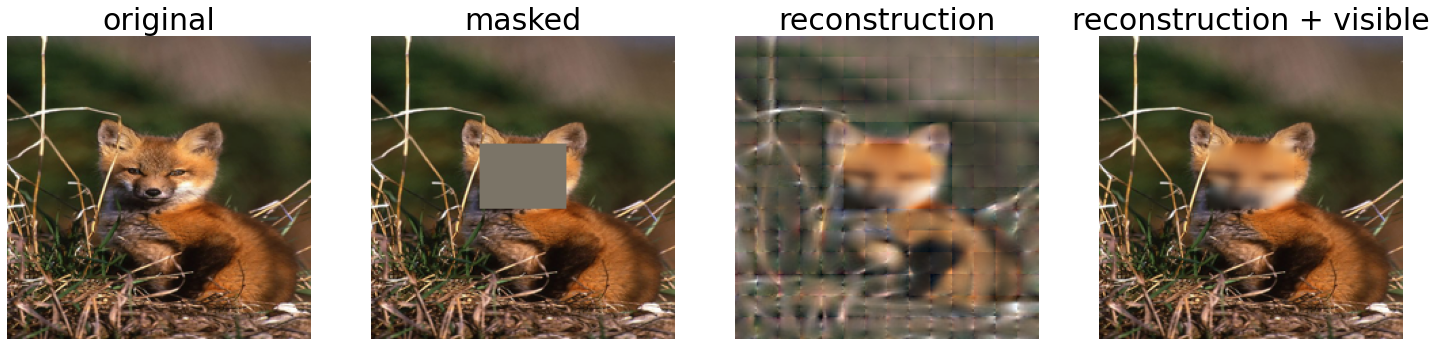 original
masked
reconstruction
reconstruction + visible